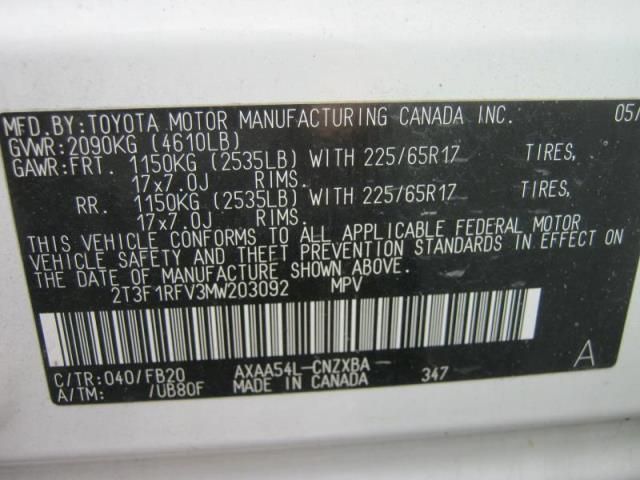 MFD.BY:TOYOTA MOTOR MANUFACTURING CANADA INC. 05/
GVWR:2090KG (4610LB)
GAWR:FRT. 1150KG (2535LB) WITH 225/65R17 TIRES,
17x7.0J RIMS.
RR. 1150KG (2535LB) WITH 225/65R17 TIRES,
17x7.0J RIMS.
THIS VEHICLE CONFORMS TO ALL APPLICABLE FEDERAL MOTOR
VEHICLE SAFETY AND THEFT PREVENTION STANDARDS IN EFFECT ON
THE DATE OF MANUFACTURE SHOWN ABOVE.
2T3F1RFV3MW203092 MPV
C/TR:040/FB20 AXAA54L-CNZXBA A
A/TM: /UB80F MADE IN CANADA 347